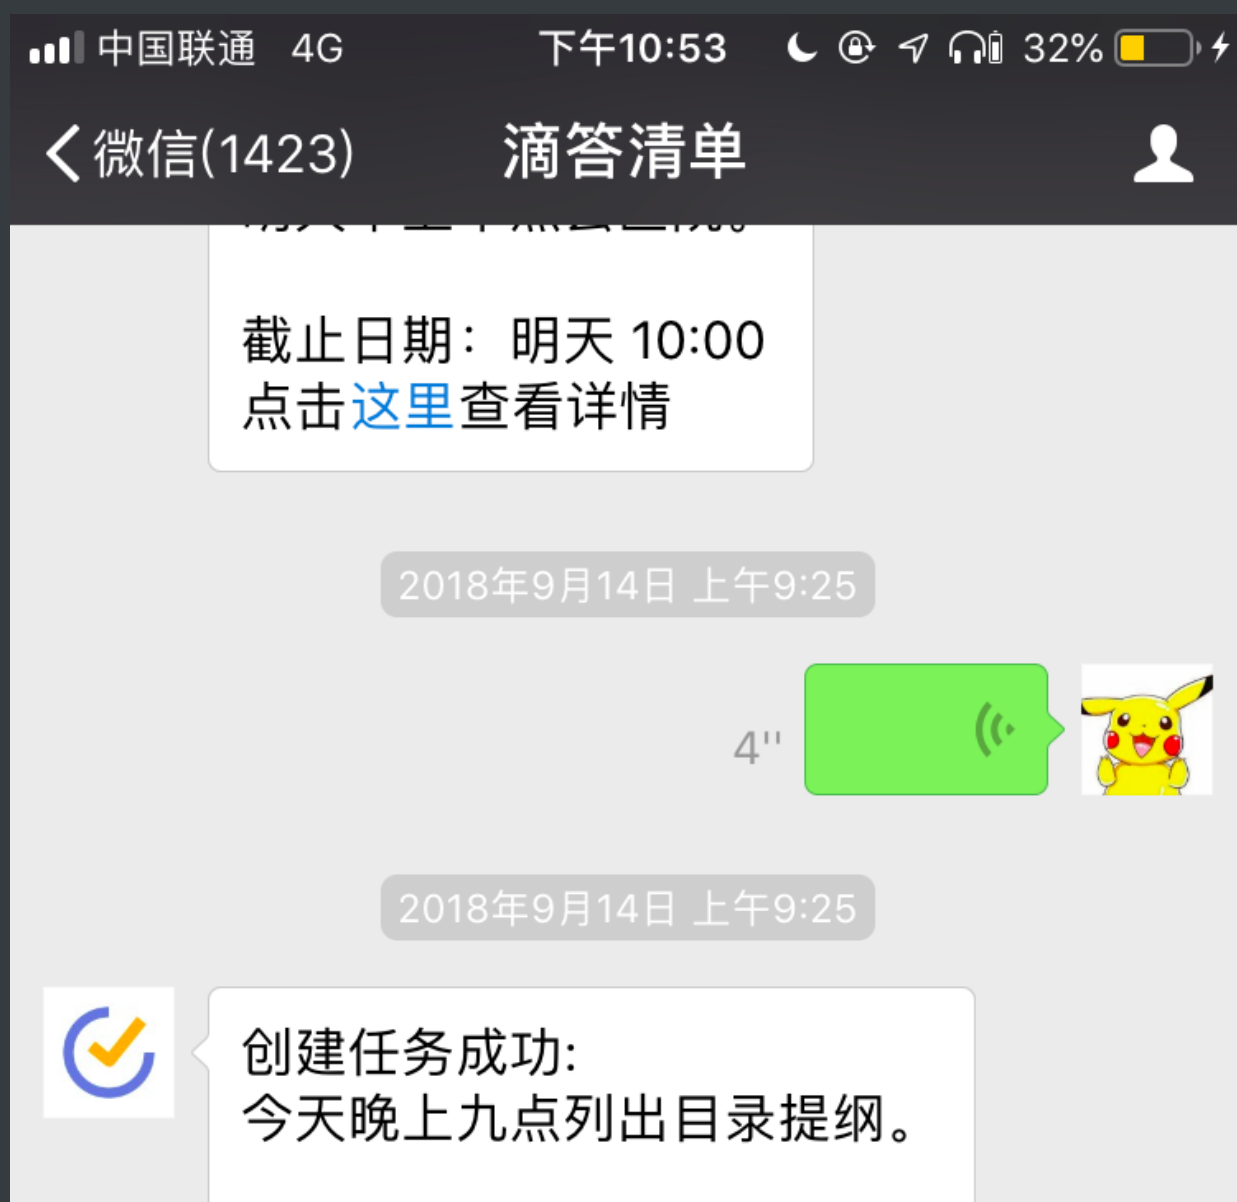 中国联通 4G 下午10:53 32%
微信(1423) 滴答清单
截止日期：明天 10:00
点击这里查看详情
2018年9月14日 上午9:25
4''
2018年9月14日 上午9:25
创建任务成功:
今天晚上九点列出目录提纲。